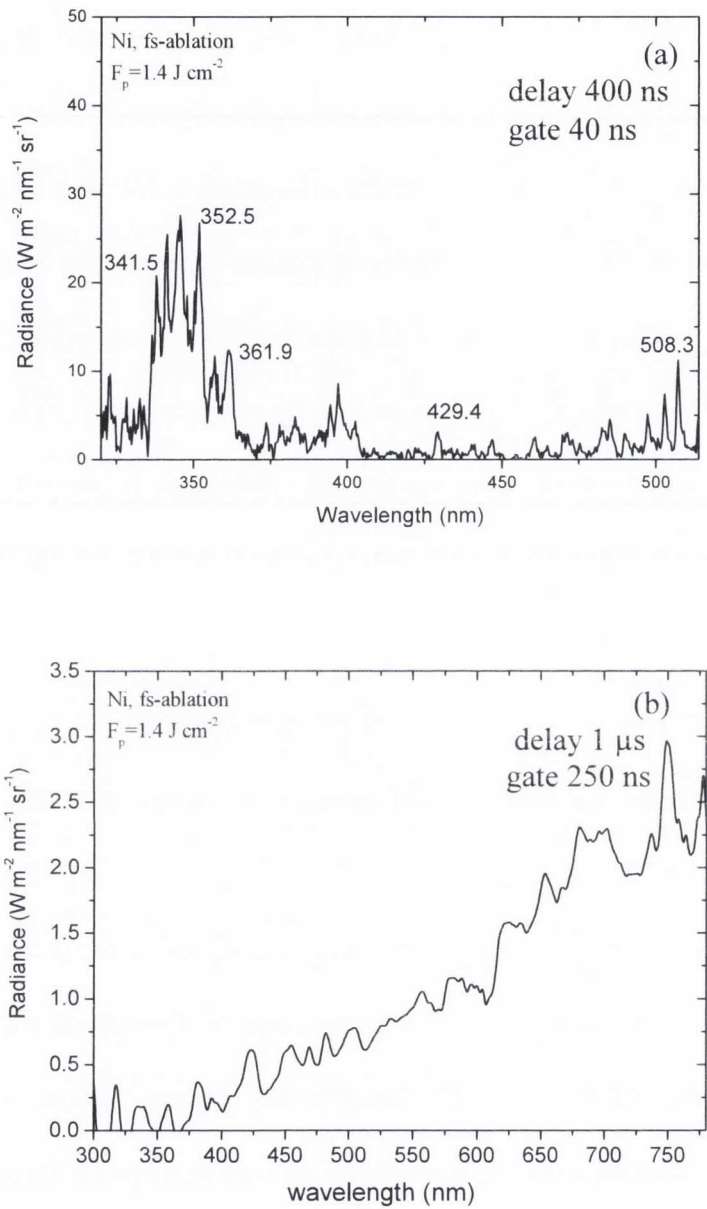 Ni, fs-ablation
Fp=1.4 J cm-2
(a)
delay 400 ns
gate 40 ns
352.5
341.5
361.9
429.4
508.3
50
40
30
20
10
0
Radiance (W m-2 nm-1 sr-1)
350
400
450
500
Wavelength (nm)
Ni, fs-ablation
Fp=1.4 J cm-2
(b)
delay 1 μs
gate 250 ns
3.5
3.0
2.5
2.0
1.5
1.0
0.5
0.0
Radiance (W m-2 nm-1 sr-1)
300
350
400
450
500
550
600
650
700
750
wavelength (nm)